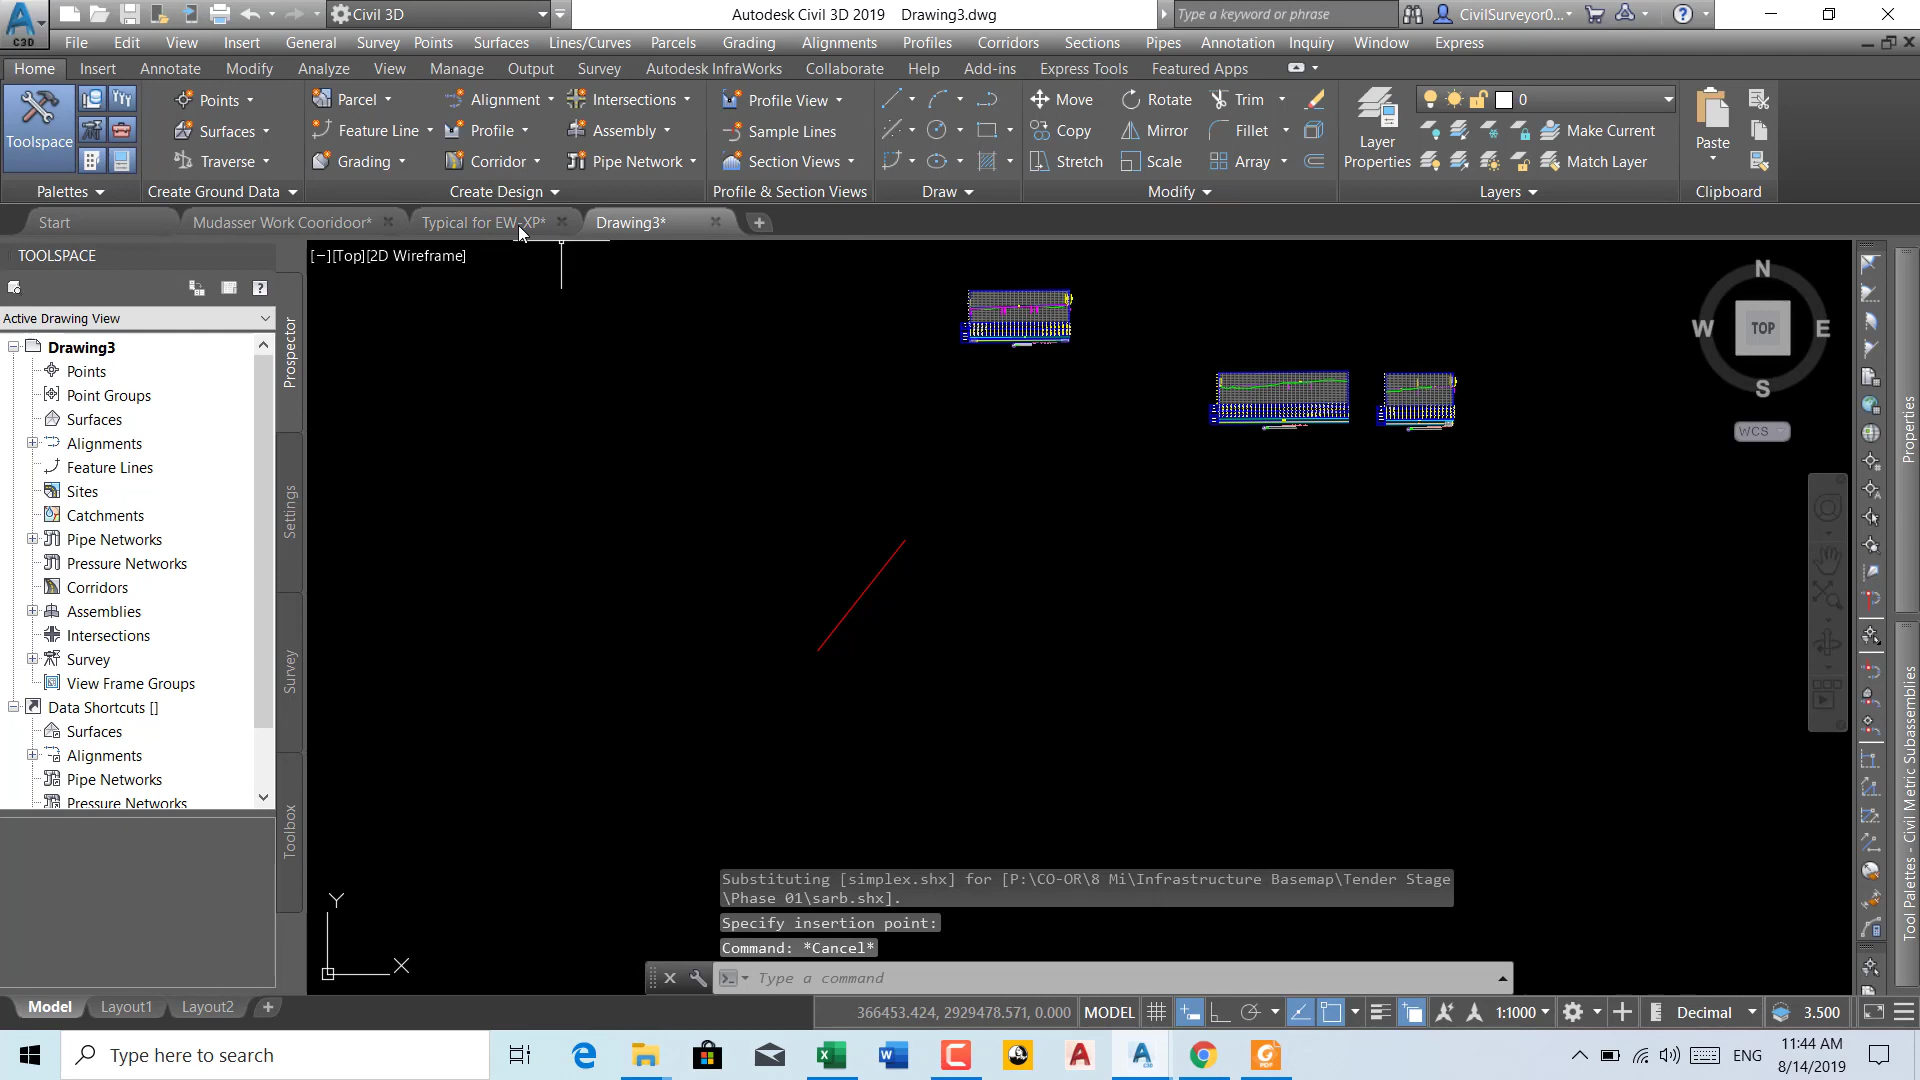 C3D
Civil 3D
Autodesk Civil 3D 2019 Drawing3.dwg
Type a keyword or phrase
CivilSurveyor0...
File Edit View Insert General Survey Points Surfaces Lines/Curves Parcels Grading Alignments Profiles Corridors Sections Pipes Annotation Inquiry Window Express
Home Insert Annotate Modify Analyze View Manage Output Survey Autodesk InfraWorks Collaborate Help Add-ins Express Tools Featured Apps
Toolspace
Points
Surfaces
Traverse
Parcel
Feature Line
Grading
Alignment
Profile
Corridor
Intersections
Assembly
Pipe Network
Profile View
Sample Lines
Section Views
Move
Copy
Stretch
Rotate
Mirror
Scale
Trim
Fillet
Array
Layer
Properties
0
Make Current
Match Layer
Paste
Palettes
Create Ground Data
Create Design
Profile & Section Views
Draw
Modify
Layers
Clipboard
Start
Mudasser Work Cooridoor*
Typical for EW-XP*
Drawing3*
TOOLSPACE
Active Drawing View
Drawing3
Points
Point Groups
Surfaces
Alignments
Feature Lines
Sites
Catchments
Pipe Networks
Pressure Networks
Corridors
Assemblies
Intersections
Survey
View Frame Groups
Data Shortcuts []
Surfaces
Alignments
Pipe Networks
Pressure Networks
Prospector
Settings
Survey
Toolbox
[−][Top][2D Wireframe]
N
W
TOP
E
S
WCS
Properties
Tool Palettes - Civil Metric Subassemblies
Y
X
Substituting [simplex.shx] for [P:\CO-OR\8 Mi\Infrastructure Basemap\Tender Stage
\Phase 01\sarb.shx].
Specify insertion point:
Command: *Cancel*
Type a command
Model
Layout1
Layout2
366453.424, 2929478.571, 0.000
MODEL
1:1000
Decimal
3.500
Type here to search
ENG
11:44 AM
8/14/2019